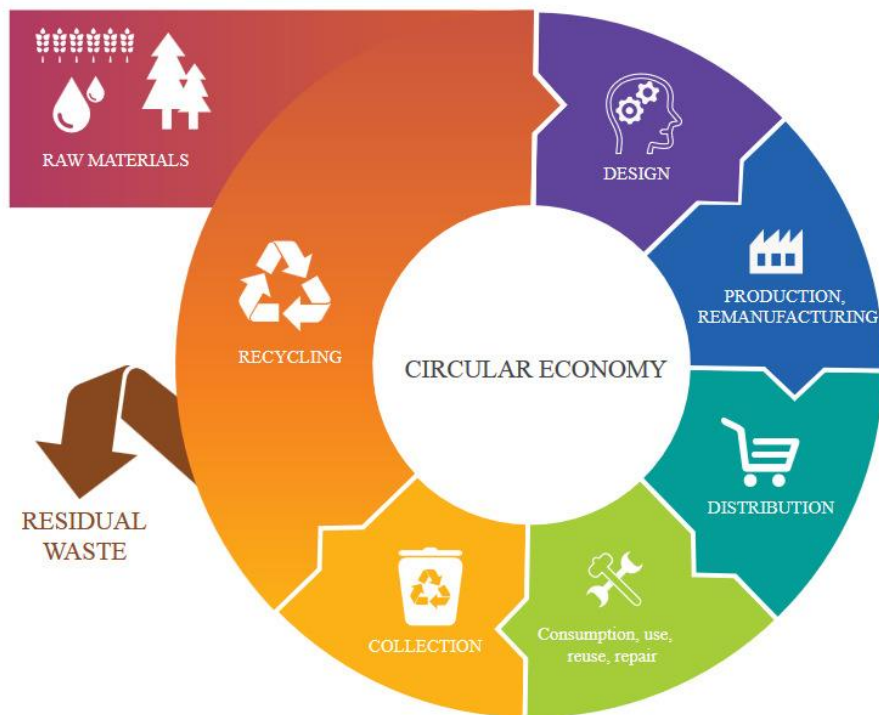 RAW MATERIALS
DESIGN
PRODUCTION,
REMANUFACTURING
RECYCLING
CIRCULAR ECONOMY
DISTRIBUTION
RESIDUAL
WASTE
COLLECTION
Consumption, use,
reuse, repair